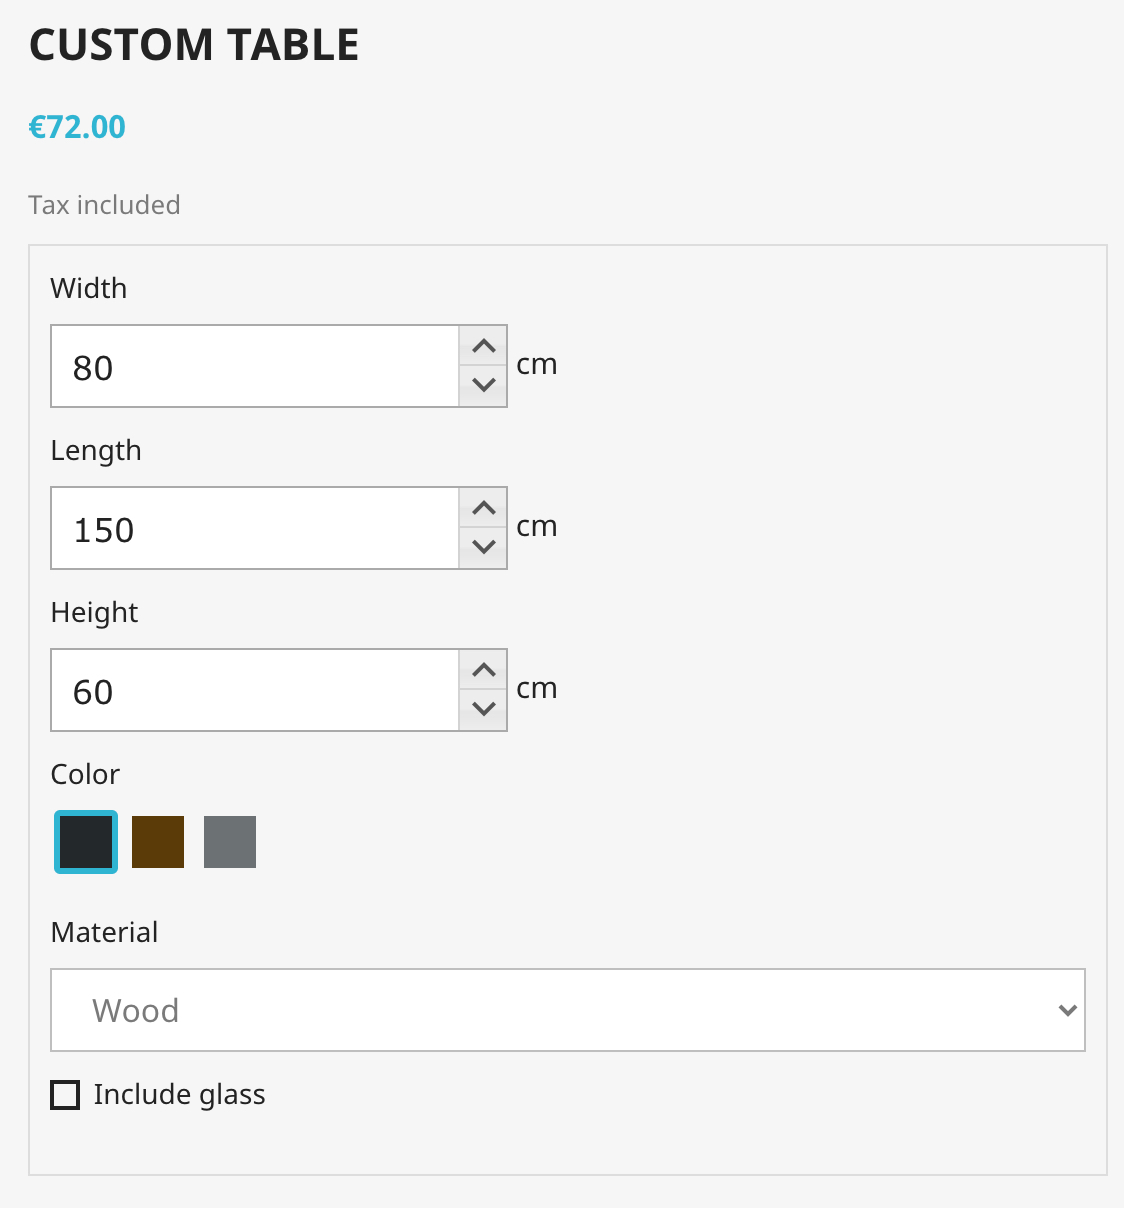 CUSTOM TABLE
€72.00
Tax included
Width
80 cm
Length
150 cm
Height
60 cm
Color
Material
Wood
Include glass